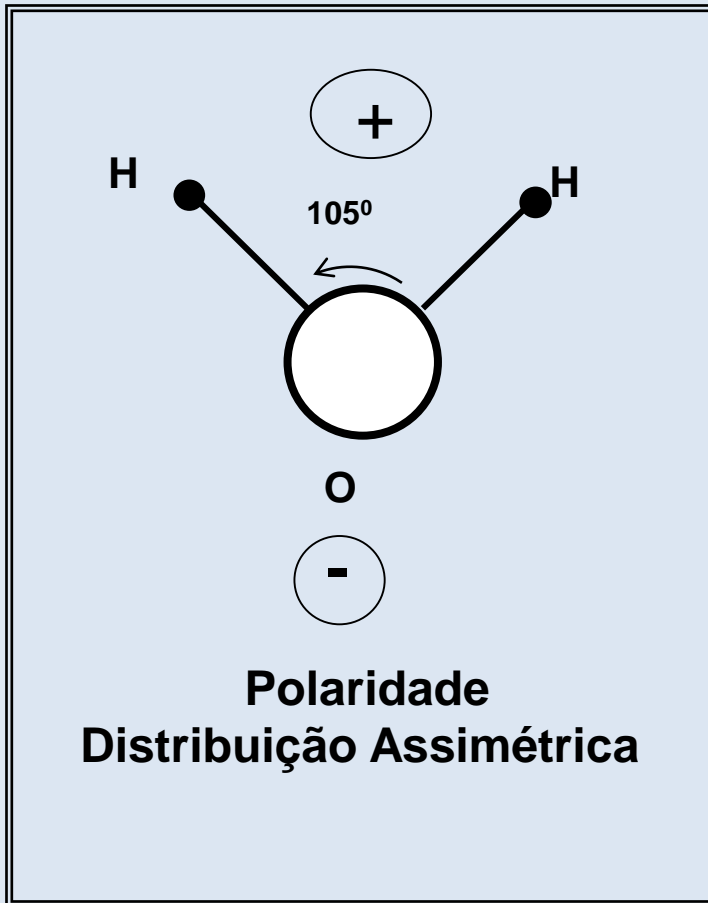 +
H
H
105⁰
O
-
Polaridade
Distribuição Assimétrica